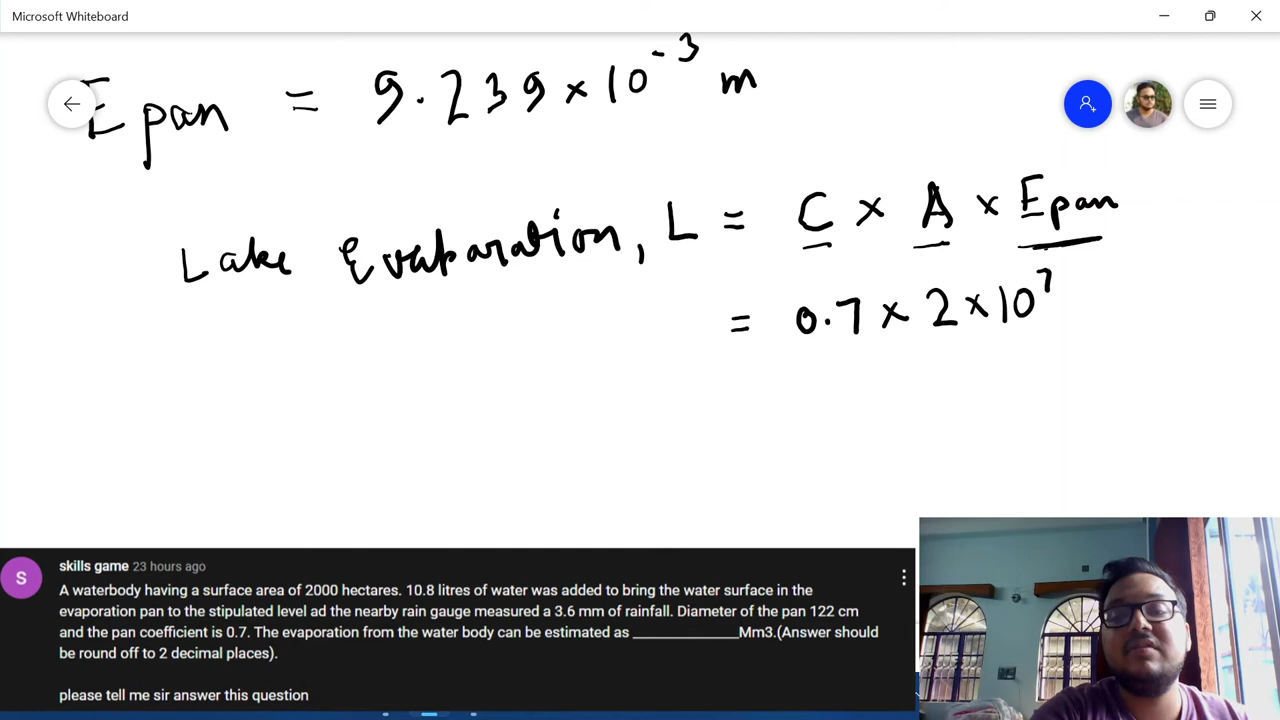 Microsoft Whiteboard
Epan = 9.239 × 10⁻³ m
Lake Evaparation, L = C × A × Epan
= 0.7 × 2 × 10⁷
S
skills game 23 hours ago
A waterbody having a surface area of 2000 hectares. 10.8 litres of water was added to bring the water surface in the
evaporation pan to the stipulated level ad the nearby rain gauge measured a 3.6 mm of rainfall. Diameter of the pan 122 cm
and the pan coefficient is 0.7. The evaporation from the water body can be estimated as ______________Mm3.(Answer should
be round off to 2 decimal places).
please tell me sir answer this question